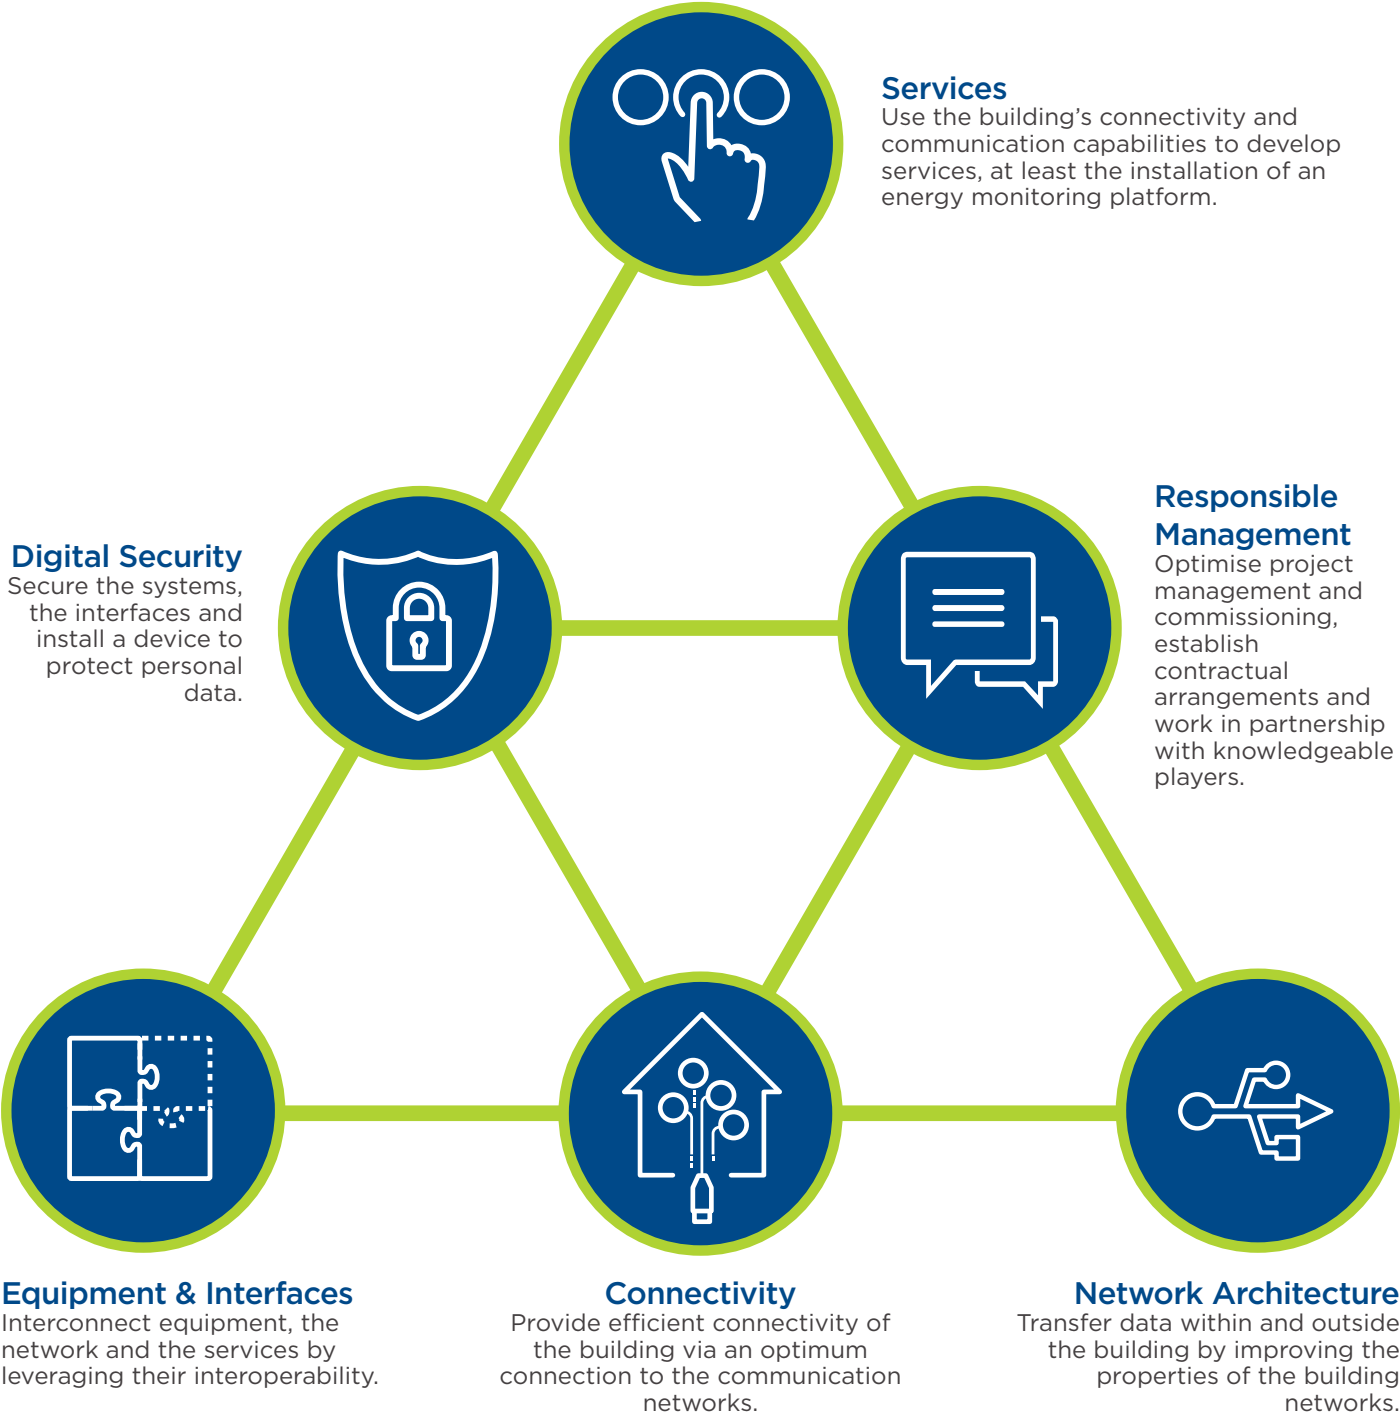 Services
Use the building’s connectivity and
communication capabilities to develop
services, at least the installation of an
energy monitoring platform.
Digital Security
Secure the systems,
the interfaces and
install a device to
protect personal
data.
Responsible
Management
Optimise project
management and
commissioning,
establish
contractual
arrangements and
work in partnership
with knowledgeable
players.
Equipment & Interfaces
Interconnect equipment, the
network and the services by
leveraging their interoperability.
Connectivity
Provide efficient connectivity of
the building via an optimum
connection to the communication
networks.
Network Architecture
Transfer data within and outside
the building by improving the
properties of the building
networks.